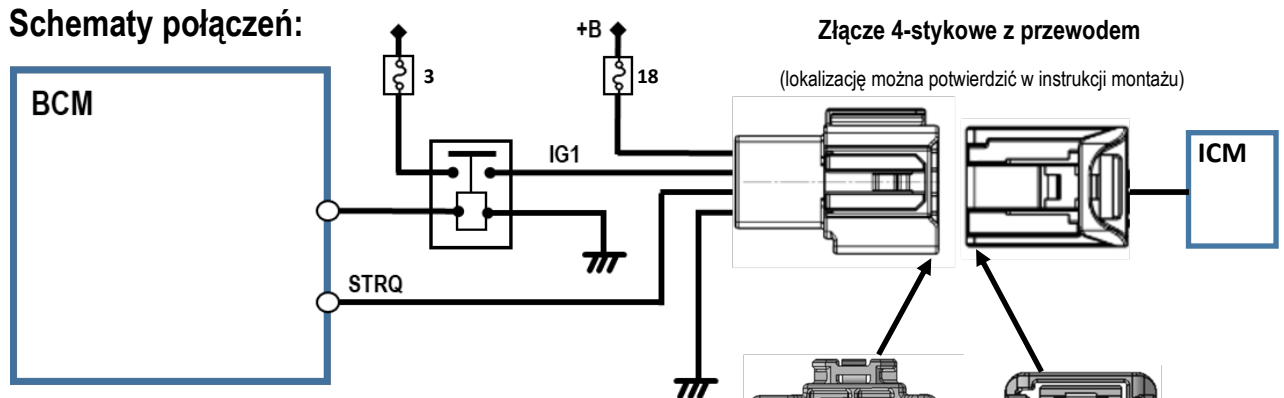 Schematy połączeń:
+B
Złącze 4-stykowe z przewodem
(lokalizację można potwierdzić w instrukcji montażu)
3
18
BCM
IG1
ICM
STRQ